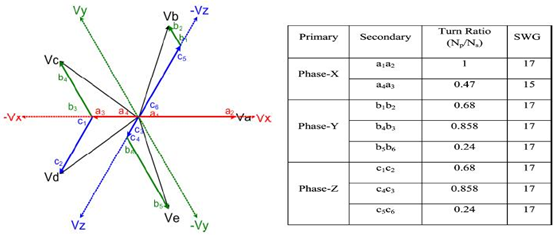 Vy
Vb
-Vz
b₂
b₁
c₅
Vc
b₄
b₃
c₆
-Vx
a₃
a₄
a₁
a₂
Va
Vx
c₁
c₃
c₄
c₂
b₆
Vd
b₅
Ve
Vz
-Vy
Primary Secondary Turn Ratio (Nₚ/Nₛ) SWG
Phase-X a₁a₂ 1 17
a₄a₃ 0.47 15
Phase-Y b₁b₂ 0.68 17
b₄b₃ 0.858 17
b₅b₆ 0.24 17
Phase-Z c₁c₂ 0.68 17
c₄c₃ 0.858 17
c₅c₆ 0.24 17